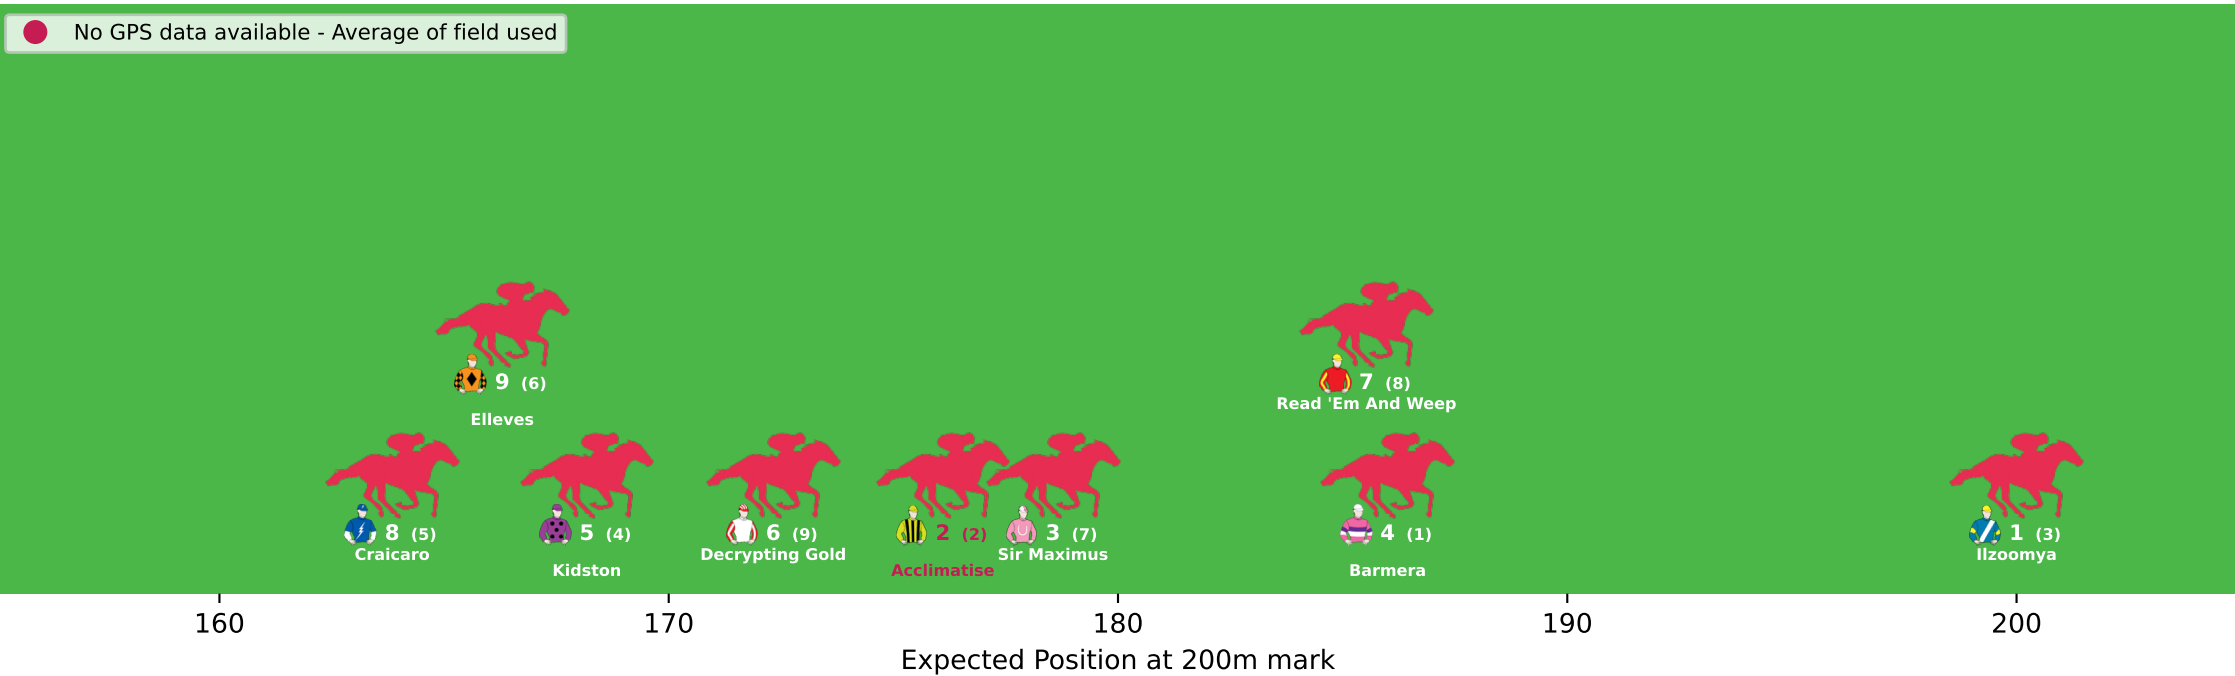 No GPS data available - Average of field used
9 (6)
Elleves
7 (8)
Read 'Em And Weep
8 (5)
Craicaro
5 (4)
Kidston
6 (9)
Decrypting Gold
2 (2)
Acclimatise
3 (7)
Sir Maximus
4 (1)
Barmera
1 (3)
Ilzoomya
160 170 180 190 200
Expected Position at 200m mark